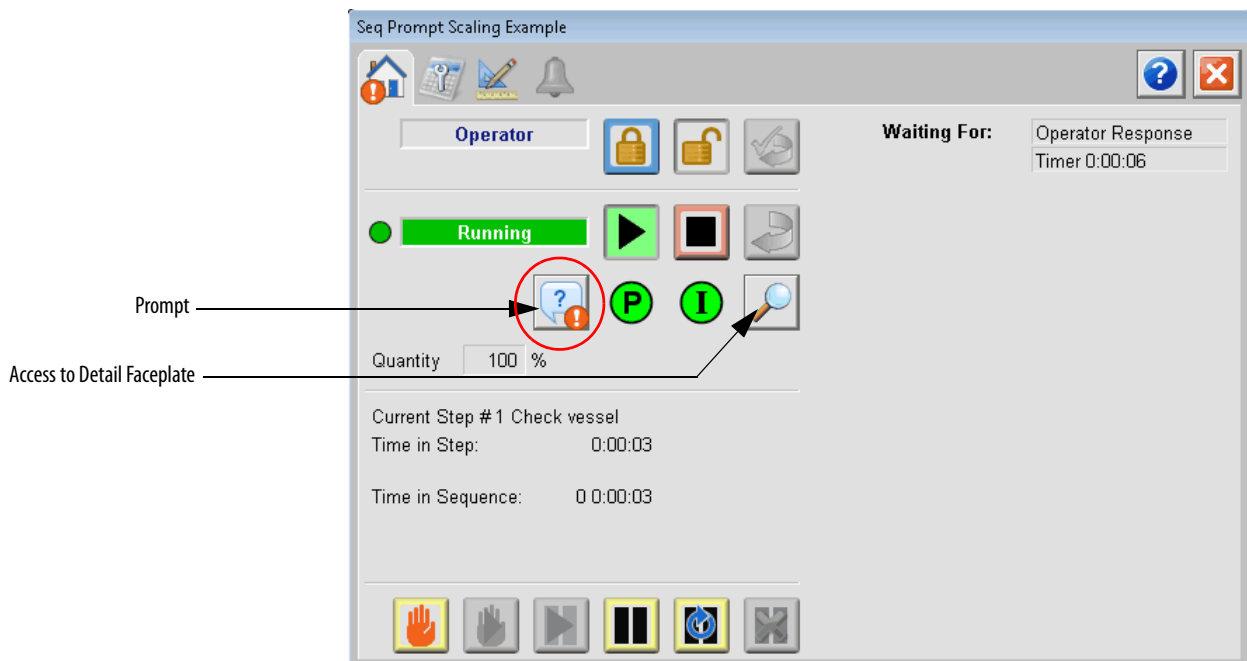 Seq Prompt Scaling Example
Operator
Waiting For:
Operator Response
Timer 0:00:06
Running
Prompt
?
P
I
Quantity 100 %
Access to Detail Faceplate
Current Step #1 Check vessel
Time in Step: 0:00:03
Time in Sequence: 0 0:00:03